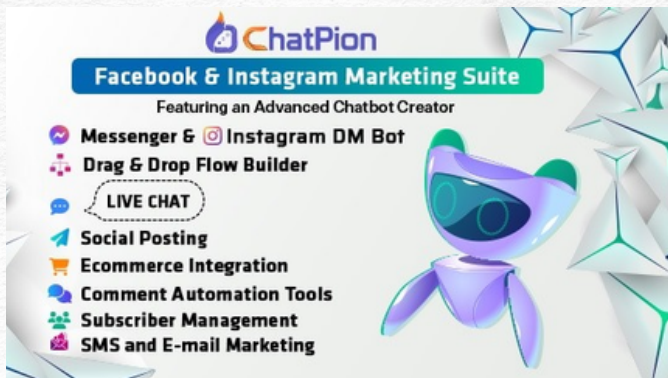 ChatPion
Facebook & Instagram Marketing Suite
Featuring an Advanced Chatbot Creator
Messenger & Instagram DM Bot
Drag & Drop Flow Builder
LIVE CHAT
Social Posting
Ecommerce Integration
Comment Automation Tools
Subscriber Management
SMS and E-mail Marketing